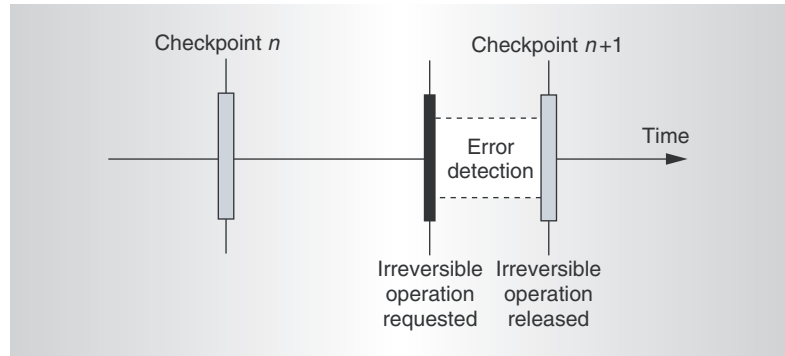 Checkpoint n
Checkpoint n+1
Time
Error
detection
Irreversible
operation
requested
Irreversible
operation
released